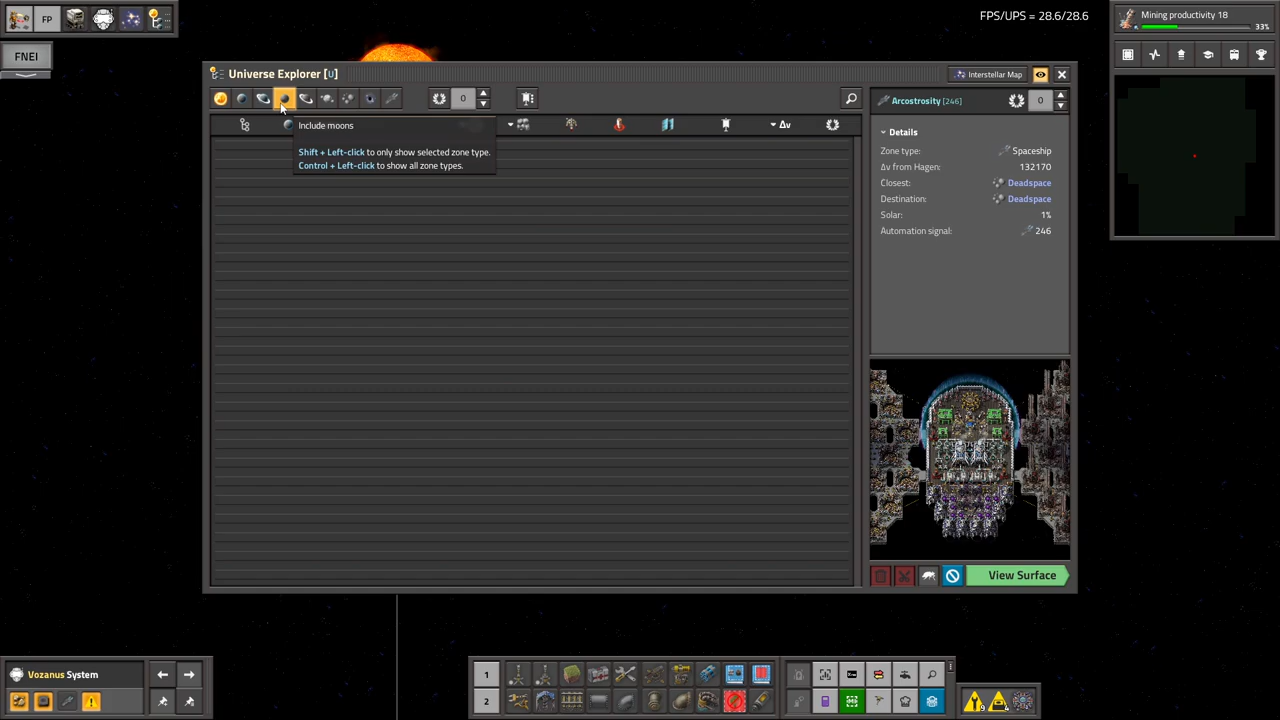 FP
FPS/UPS = 28.6/28.6
Mining productivity 18
33%
FNEI
Universe Explorer [U]
Interstellar Map
0
Arcostrosity [246]
0
Include moons
Δv
Shift + Left-click to only show selected zone type.
Control + Left-click to show all zone types.
Details
Zone type:
Spaceship
Δv from Hagen:
132170
Closest:
Deadspace
Destination:
Deadspace
Solar:
1%
Automation signal:
246
View Surface
Vozanus System
1
2